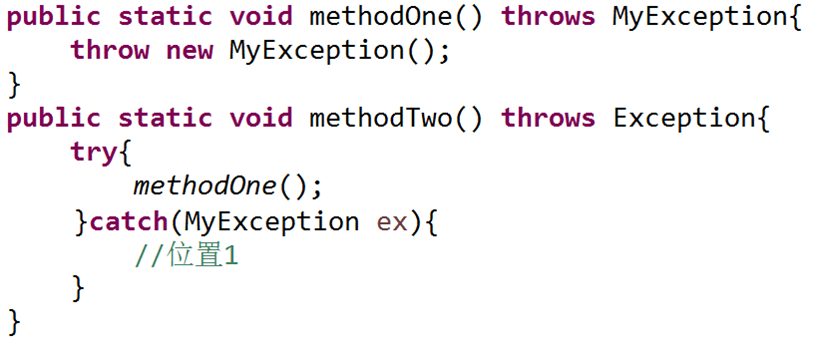 public static void methodOne() throws MyException{
    throw new MyException();
}
public static void methodTwo() throws Exception{
    try{
        methodOne();
    }catch(MyException ex){
        //位置1
    }
}